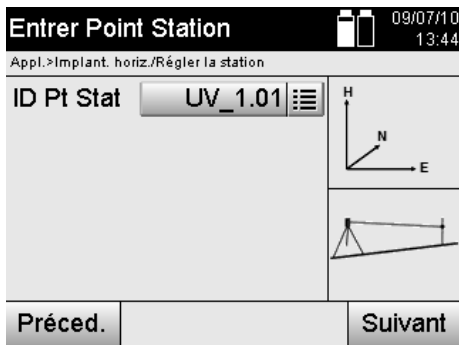 Entrer Point Station
09/07/10
13:44
Appl.>Implant. horiz./Régler la station
ID Pt Stat UV_1.01
H
N
E
Préced. Suivant